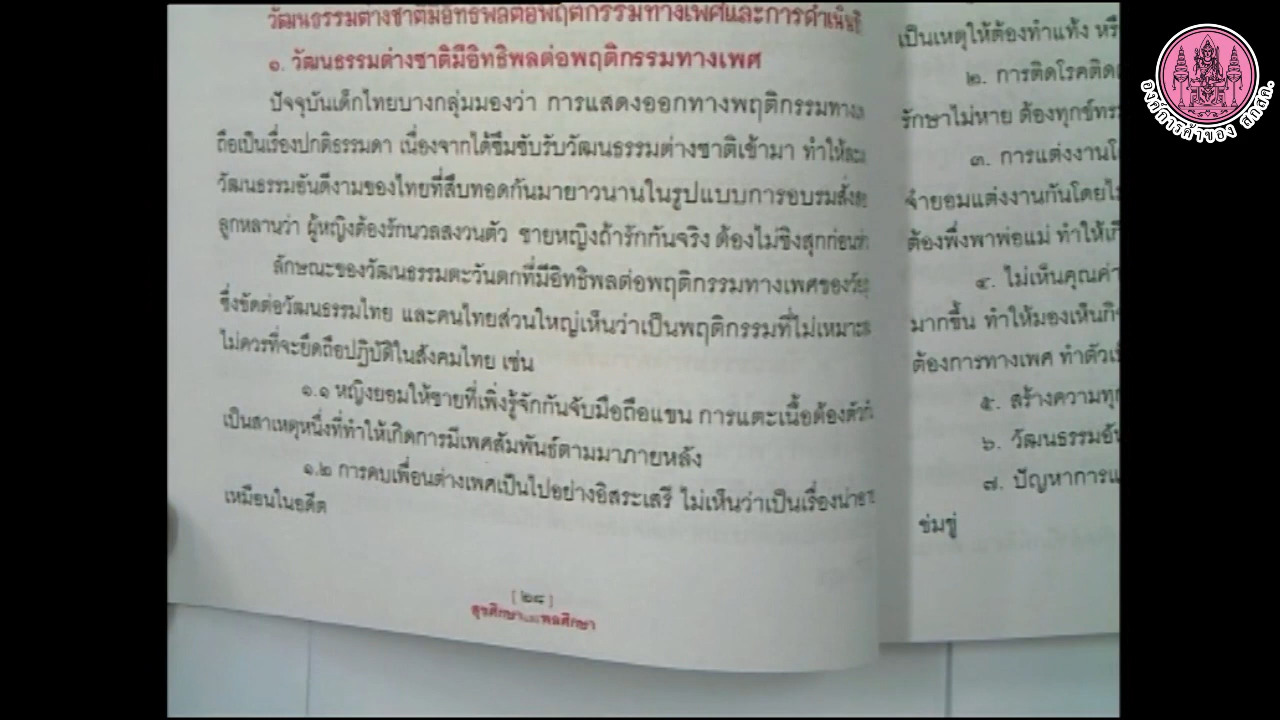 วัฒนธรรมต่างชาติมีอิทธิพลต่อพฤติกรรมทางเพศและการดำเนินชี
๑. วัฒนธรรมต่างชาติมีอิทธิพลต่อพฤติกรรมทางเพศ
ปัจจุบันเด็กไทยบางกลุ่มมองว่า การแสดงออกทางพฤติกรรมทาง
ถือเป็นเรื่องปกติธรรมดา เนื่องจากได้ซึมซับรับวัฒนธรรมต่างชาติเข้ามา ทำให้
วัฒนธรรมอันดีงามของไทยที่สืบทอดกันมายาวนานในรูปแบบการอบรมสั่ง
ลูกหลานว่า ผู้หญิงต้องรักนวลสงวนตัว ชายหญิงถ้ารักกันจริง ต้องไม่ชิงสุกก่อน
ลักษณะของวัฒนธรรมตะวันตกที่มีอิทธิพลต่อพฤติกรรมทางเพศของ
ซึ่งขัดต่อวัฒนธรรมไทย และคนไทยส่วนใหญ่เห็นว่าเป็นพฤติกรรมที่ไม่เหมาะ
ไม่ควรที่จะยึดถือปฏิบัติในสังคมไทย เช่น
๑.๑ หญิงยอมให้ชายที่เพิ่งรู้จักกันจับมือถือแขน การแตะเนื้อต้องตัว
เป็นสาเหตุหนึ่งที่ทำให้เกิดการมีเพศสัมพันธ์ตามมาภายหลัง
๑.๒ การคบเพื่อนต่างเพศเป็นไปอย่างอิสระเสรี ไม่เห็นว่าเป็นเรื่องน่า
เหมือนในอดีต
[ ๒๘ ]
สุขศึกษาและพลศึกษา
เป็นเหตุให้ต้องทำแท้ง หรื
๒. การติดโรคติด
รักษาไม่หาย ต้องทุกข์ทร
๓. การแต่งงานโ
จำยอมแต่งงานกันโดยไ
ต้องพึ่งพาพ่อแม่ ทำให้เกิ
๔. ไม่เห็นคุณค่า
มากขึ้น ทำให้มองเห็นกิ
ต้องการทางเพศ ทำตัวเ
๕. สร้างความทุก
๖. วัฒนธรรมอั
๗. ปัญหาการ
ข่มขู่
องค์การค้าของ สกสค.